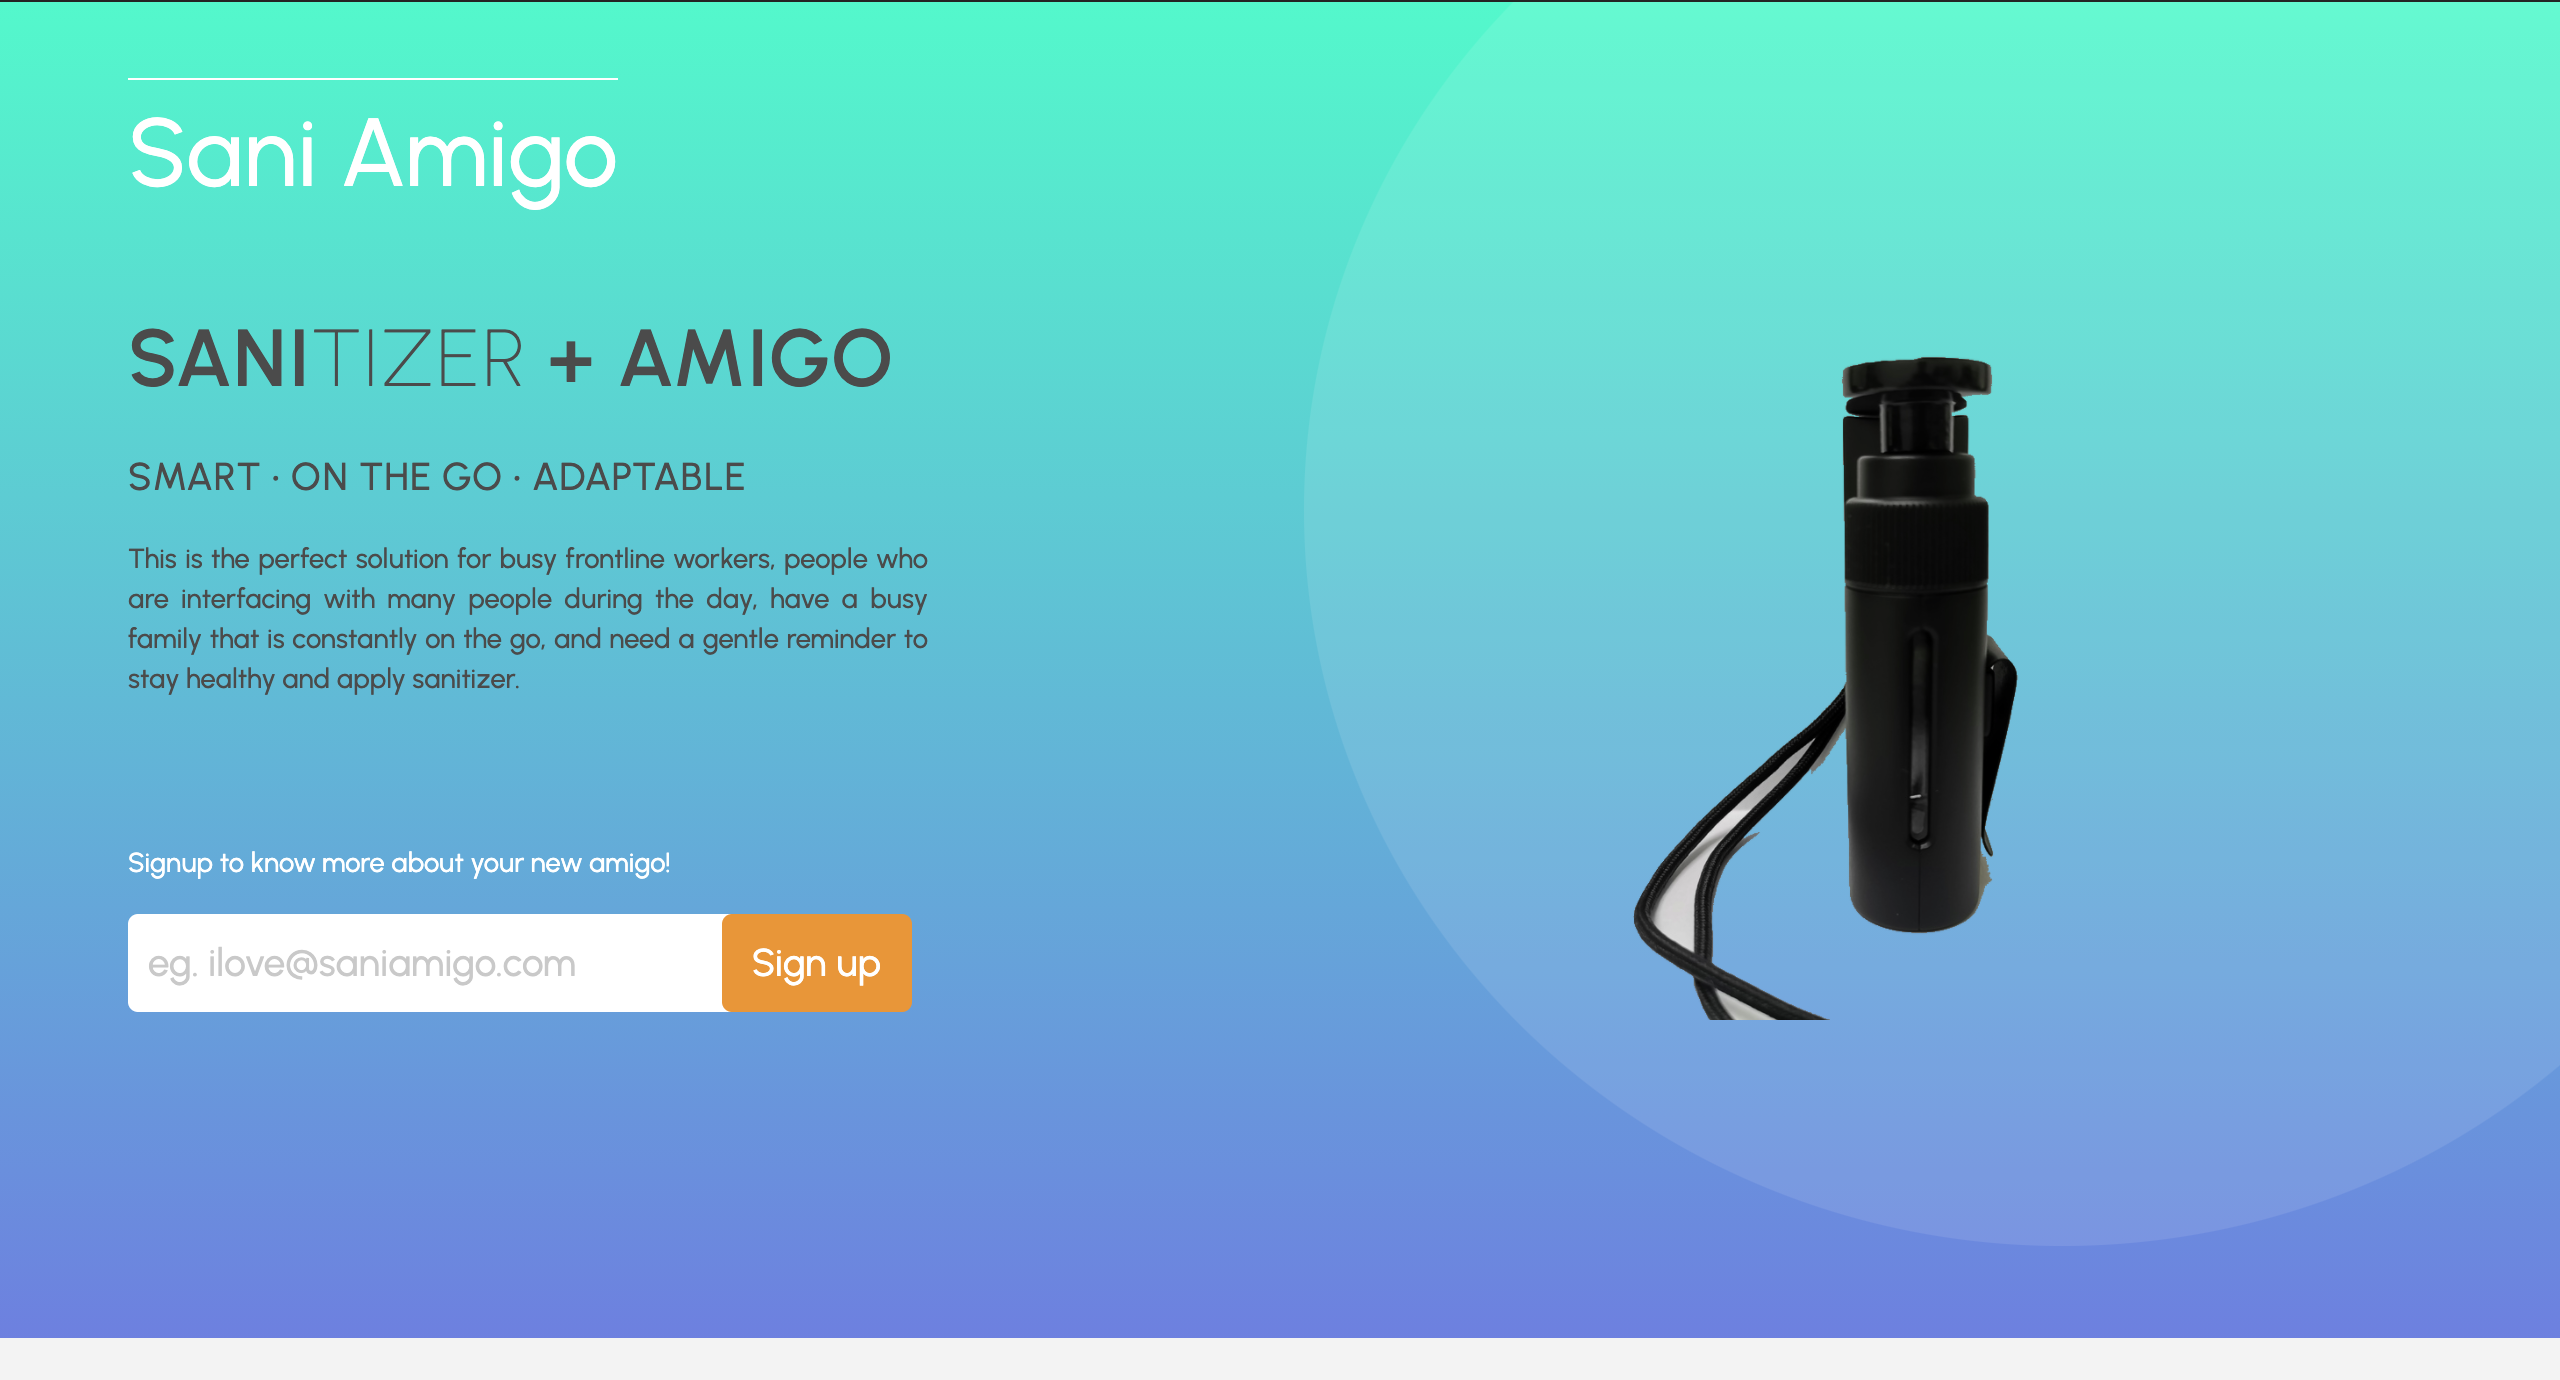 Sani Amigo
SANITIZER + AMIGO
SMART · ON THE GO · ADAPTABLE
This is the perfect solution for busy frontline workers, people who
are interfacing with many people during the day, have a busy
family that is constantly on the go, and need a gentle reminder to
stay healthy and apply sanitizer.
Signup to know more about your new amigo!
eg. ilove@saniamigo.com
Sign up